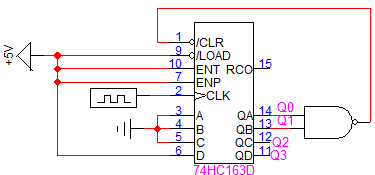 +5V
1 /CLR
9 /LOAD
10 ENT RCO 15
7 ENP
2 CLK
3 A QA 14 Q0
4 B QB 13 Q1
5 C QC 12 Q2
6 D QD 11 Q3
74HC163D